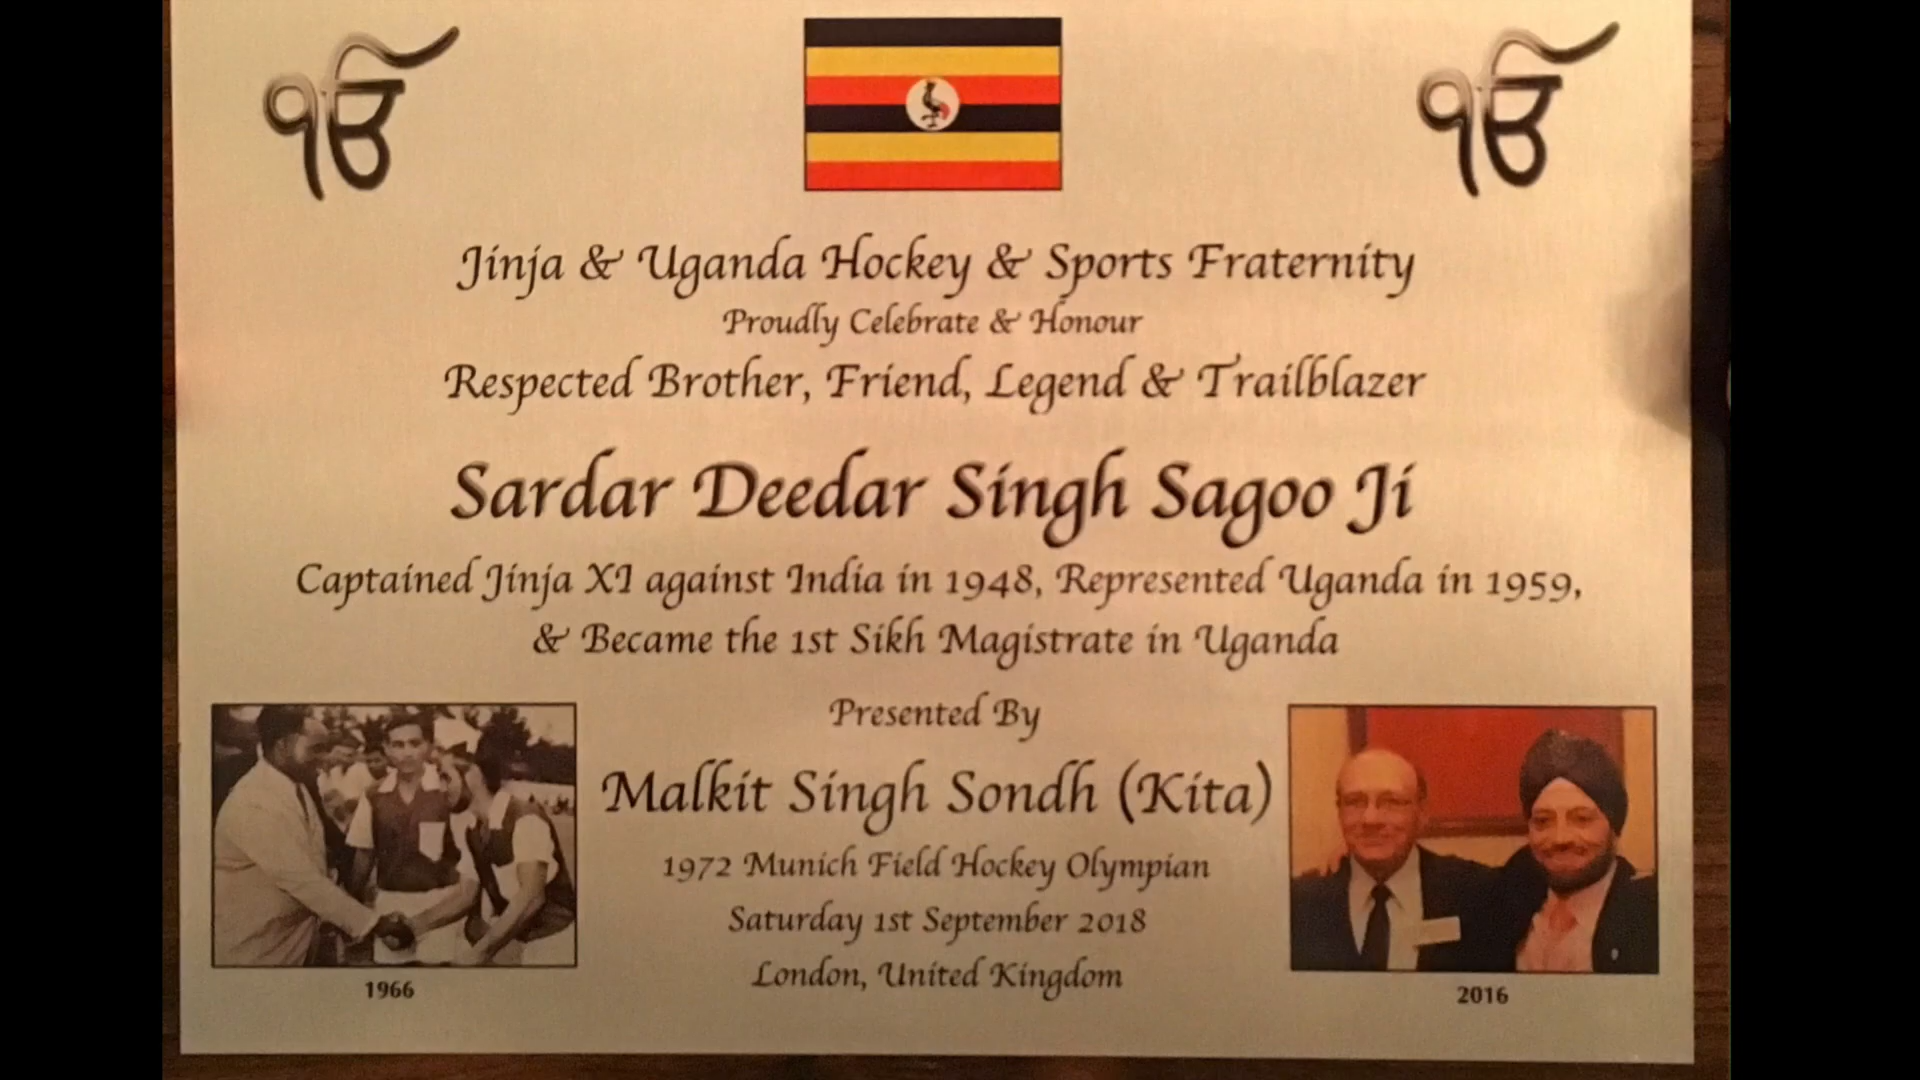 ੴ ੴ
Jinja & Uganda Hockey & Sports Fraternity
Proudly Celebrate & Honour
Respected Brother, Friend, Legend & Trailblazer
Sardar Deedar Singh Sagoo Ji
Captained Jinja XI against India in 1948, Represented Uganda in 1959,
& Became the 1st Sikh Magistrate in Uganda
Presented By
Malkit Singh Sondh (Kita)
1972 Munich Field Hockey Olympian
Saturday 1st September 2018
London, United Kingdom
1966
2016